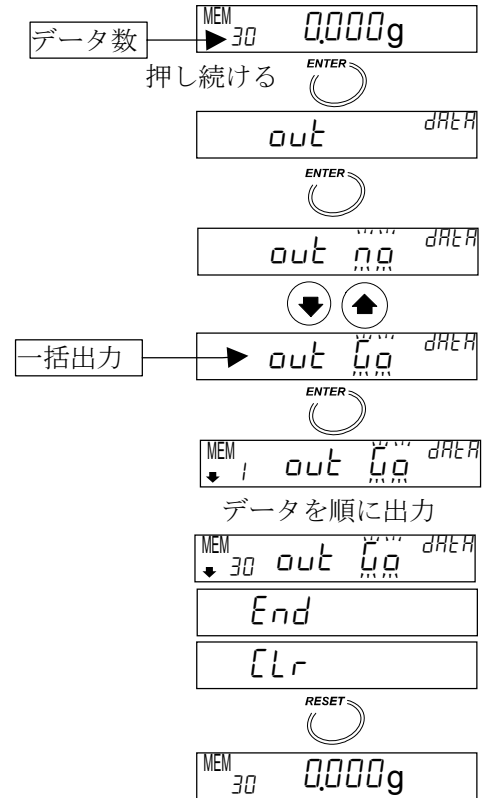 MEM
データ数 30 0.000g
押し続ける ENTER
out dAtA
ENTER
out no dAtA
一括出力 out Go dAtA
ENTER
MEM
1 out Go dAtA
データを順に出力
MEM
30 out Go dAtA
End
CLr
RESET
MEM
30 0.000g